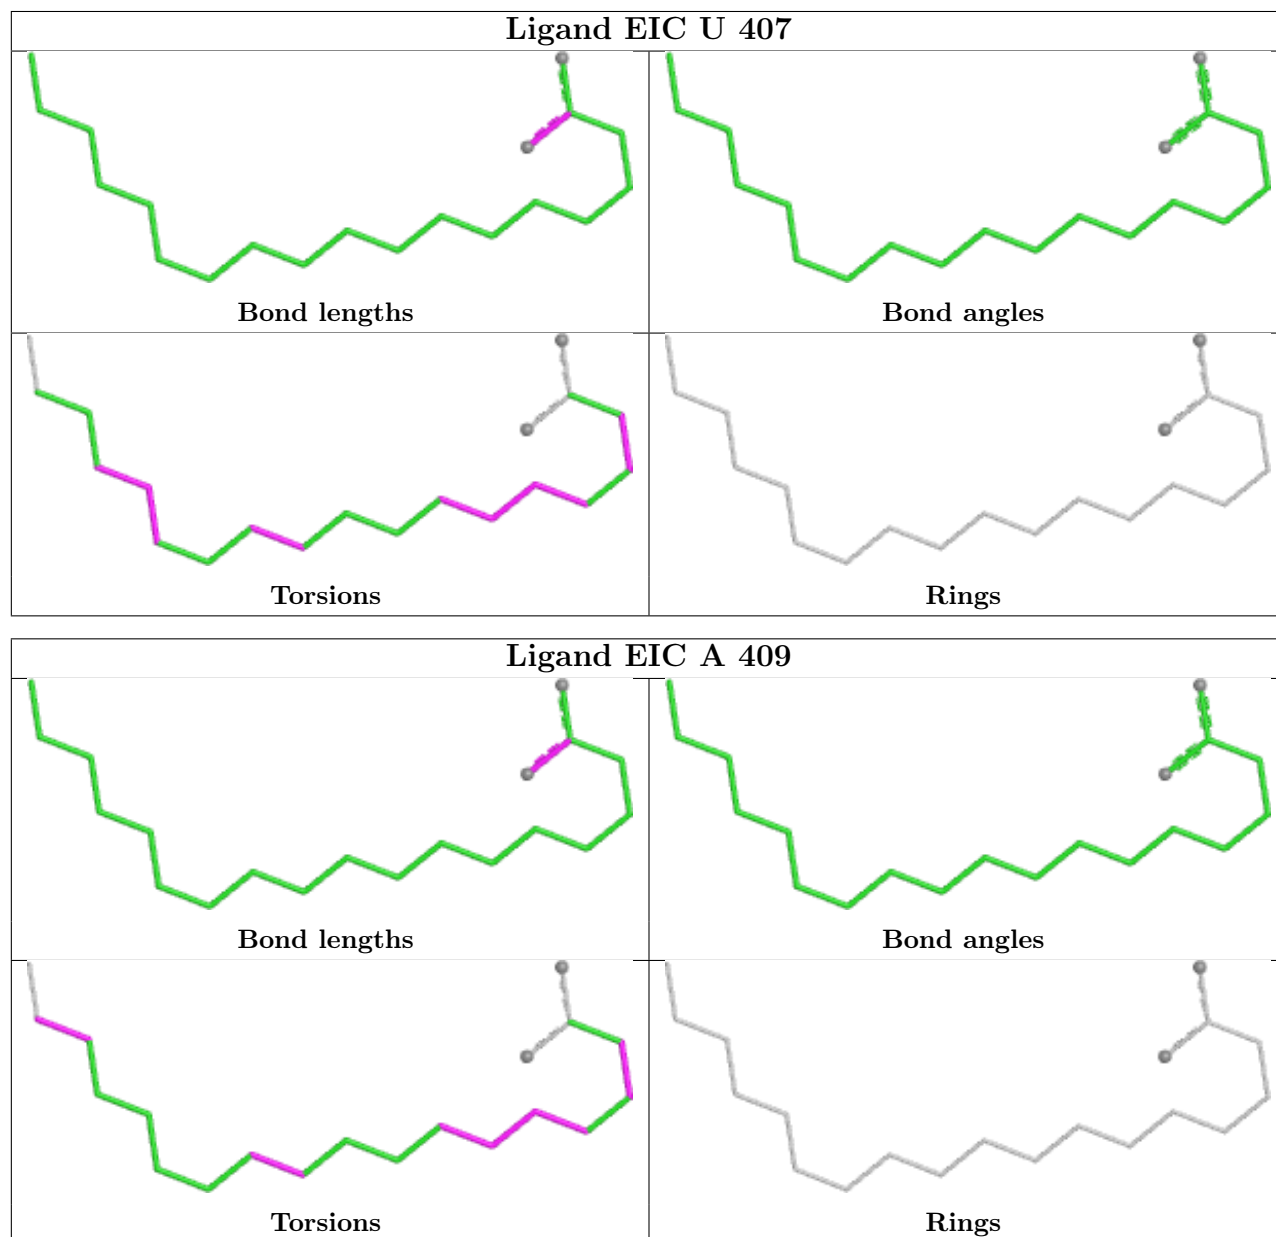 Ligand EIC U 407
Bond lengths
Bond angles
Torsions
Rings
Ligand EIC A 409
Bond lengths
Bond angles
Torsions
Rings